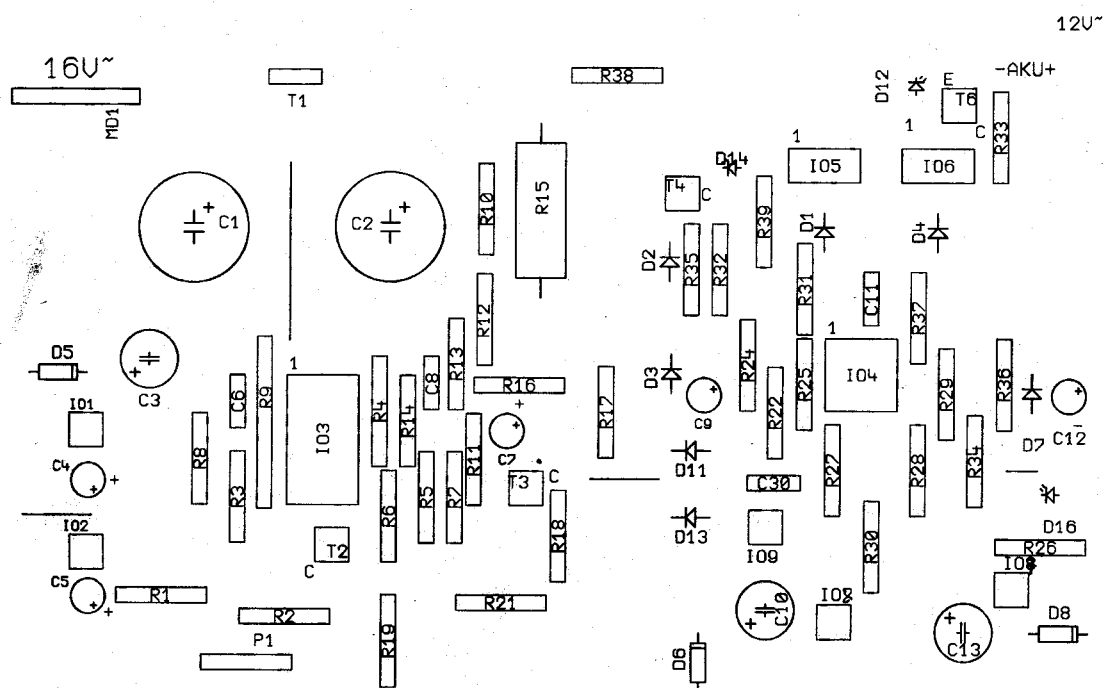 12V~
16V~
T1
R38
-AKU+
D12
E
T6
C
MD1
R33
1
1
IO5
IO6
D14
T4
C
R10
R15
+
C1
C2
+
R39
D1
D4
D2
R35
R32
R31
C11
R37
R12
R13
D5
+
C3
1
R24
1
R25
IO4
R29
R36
D3
R16
C8
C6
R9
R4
R14
R17
+
C9
R22
+
C12
D7
IO1
R8
IO3
R11
+
C7
D11
R27
R28
R34
C4
+
+
R3
R5
R7
T3
C
C30
IO2
R6
R18
D13
IO9
R30
D16
R26
T2
C
C5
+
+
R1
R21
C10
+
R2
R19
P1
D6
+
C13
D8